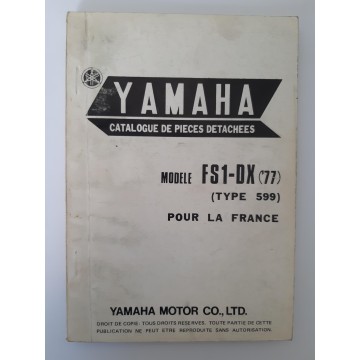 YAMAHA
CATALOGUE DE PIECES DETACHEES
MODELE FS1-DX ('77)
(TYPE 599)
POUR LA FRANCE
YAMAHA MOTOR CO., LTD.
DROIT DE COPIE: TOUS DROITS RESERVES, TOUTE PARTIE DE CETTE
PUBLICATION NE PEUT ETRE REPRODUITE SANS AUTORISATION.